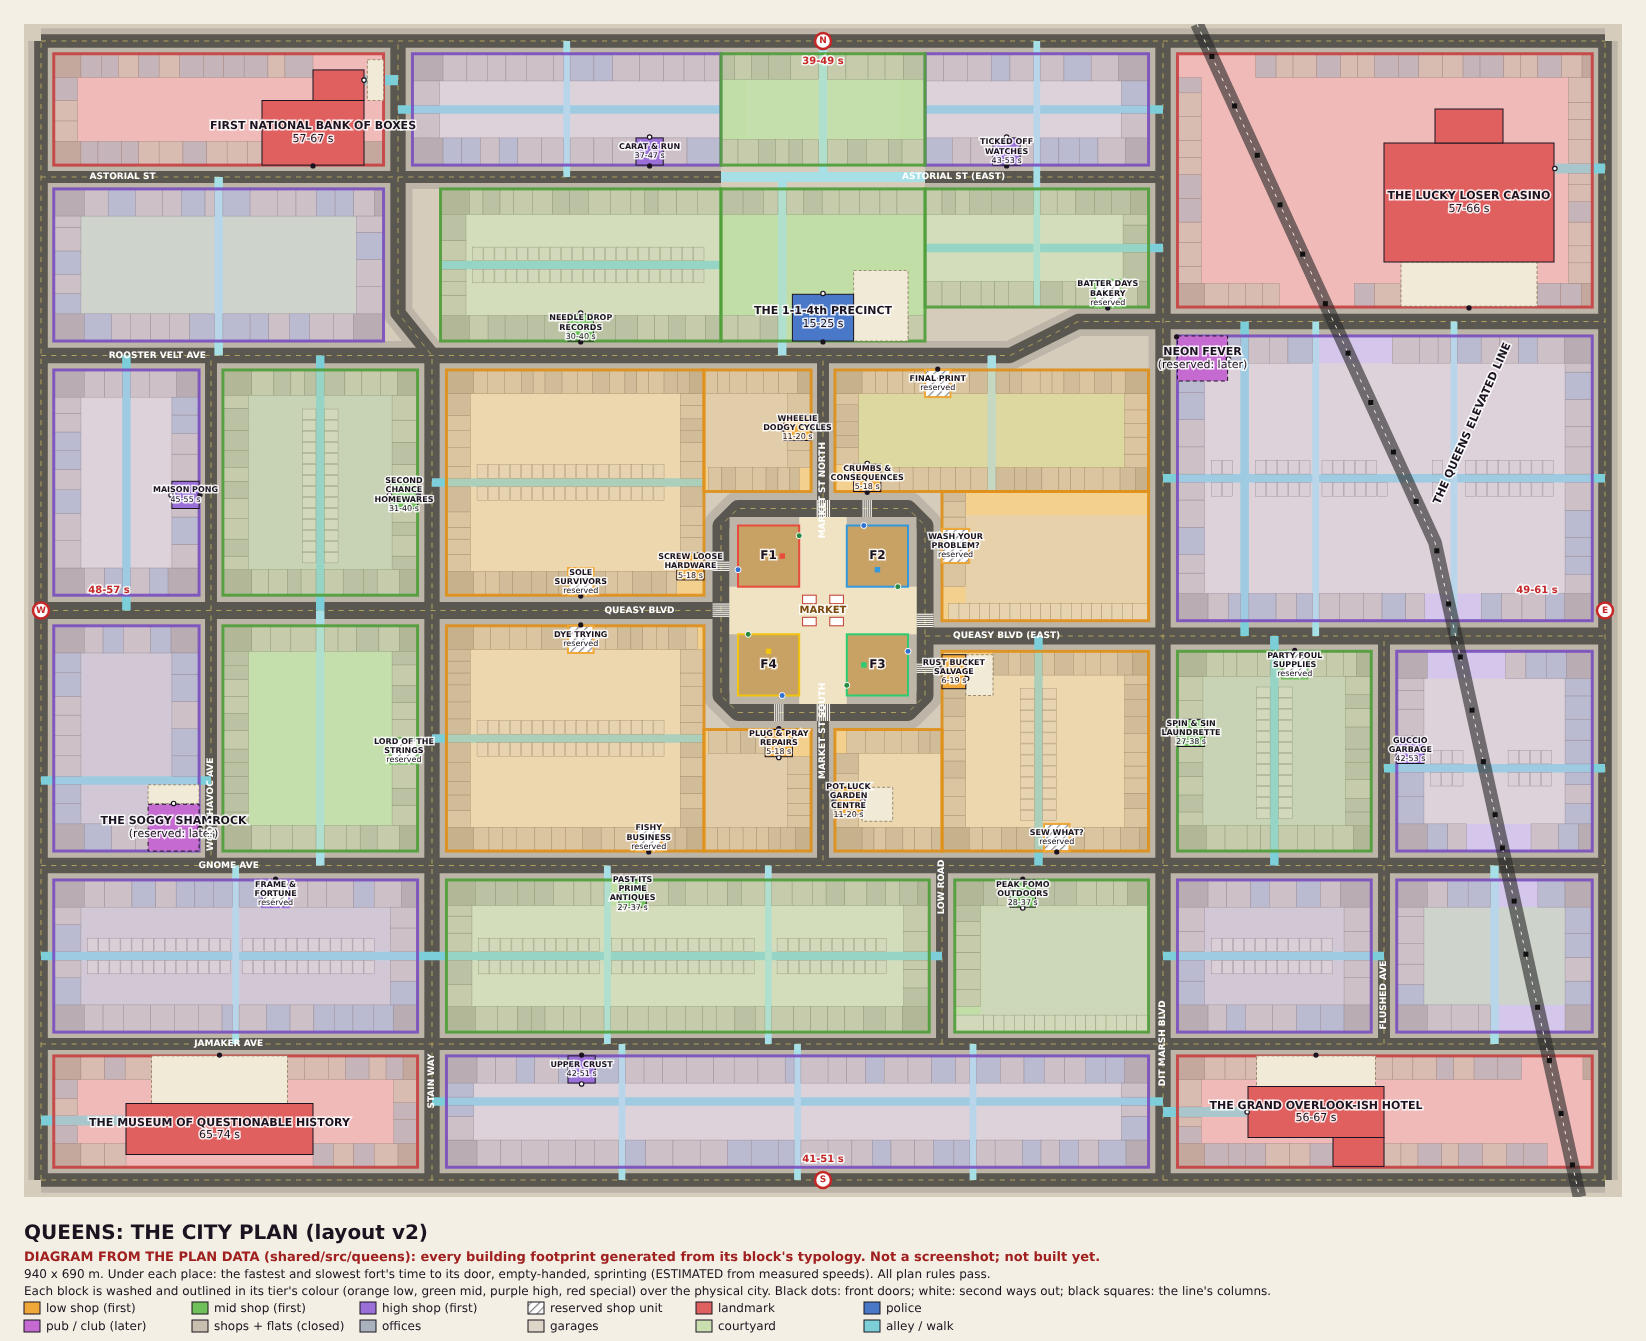 N
39-49 s
FIRST NATIONAL BANK OF BOXES
57-67 s
CARAT & RUN
37-47 s
TICKED OFF
WATCHES
43-53 s
ASTORIAL ST
ASTORIAL ST (EAST)
THE LUCKY LOSER CASINO
57-66 s
BATTER DAYS
BAKERY
reserved
THE 1-1-4th PRECINCT
15-25 s
NEEDLE DROP
RECORDS
30-40 s
ROOSTER VELT AVE
NEON FEVER
(reserved: later)
THE QUEENS ELEVATED LINE
FINAL PRINT
reserved
WHEELIE
DODGY CYCLES
11-20 s
MARKET ST NORTH
CRUMBS &
CONSEQUENCES
5-18 s
MAISON PONG
45-55 s
SECOND
CHANCE
HOMEWARES
31-40 s
WASH YOUR
PROBLEM?
reserved
SCREW LOOSE
HARDWARE
5-18 s
F1
F2
SOLE
SURVIVORS
reserved
48-57 s
49-61 s
W
QUEASY BLVD
MARKET
E
DYE TRYING
reserved
QUEASY BLVD (EAST)
F4
F3
RUST BUCKET
SALVAGE
6-19 s
PARTY FOUL
SUPPLIES
reserved
LORD OF THE
STRINGS
reserved
PLUG & PRAY
REPAIRS
5-18 s
MARKET ST SOUTH
SPIN & SIN
LAUNDRETTE
27-38 s
GUCCIO
GARBAGE
42-53 s
POT LUCK
GARDEN
CENTRE
11-20 s
THE SOGGY SHAMROCK
(reserved: later)
FISHY
BUSINESS
reserved
SEW WHAT?
reserved
GNOME AVE
FRAME &
FORTUNE
reserved
PAST ITS
PRIME
ANTIQUES
27-37 s
LOW ROAD
PEAK FOMO
OUTDOORS
28-37 s
FLUSHED AVE
JAMAKER AVE
STAIN WAY
DIT MARSH BLVD
UPPER CRUST
42-51 s
THE MUSEUM OF QUESTIONABLE HISTORY
65-74 s
THE GRAND OVERLOOK-ISH HOTEL
56-67 s
41-51 s
S
QUEENS: THE CITY PLAN (layout v2)
DIAGRAM FROM THE PLAN DATA (shared/src/queens): every building footprint generated from its block's typology. Not a screenshot; not built yet.
940 x 690 m. Under each place: the fastest and slowest fort's time to its door, empty-handed, sprinting (ESTIMATED from measured speeds). All plan rules pass.
Each block is washed and outlined in its tier's colour (orange low, green mid, purple high, red special) over the physical city. Black dots: front doors; white: second ways out; black squares: the line's columns.
low shop (first)
mid shop (first)
high shop (first)
reserved shop unit
landmark
police
pub / club (later)
shops + flats (closed)
offices
garages
courtyard
alley / walk